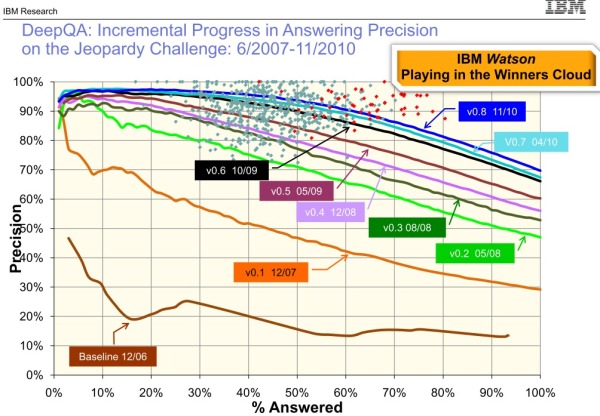 IBM Research
IBM
DeepQA: Incremental Progress in Answering Precision
on the Jeopardy Challenge: 6/2007-11/2010
IBM Watson
Playing in the Winners Cloud
100%
90%
80%
70%
60%
50%
40%
30%
20%
10%
0%
Precision
v0.8 11/10
V0.7 04/10
v0.6 10/09
v0.5 05/09
v0.4 12/08
v0.3 08/08
v0.2 05/08
v0.1 12/07
Baseline 12/06
0% 10% 20% 30% 40% 50% 60% 70% 80% 90% 100%
% Answered